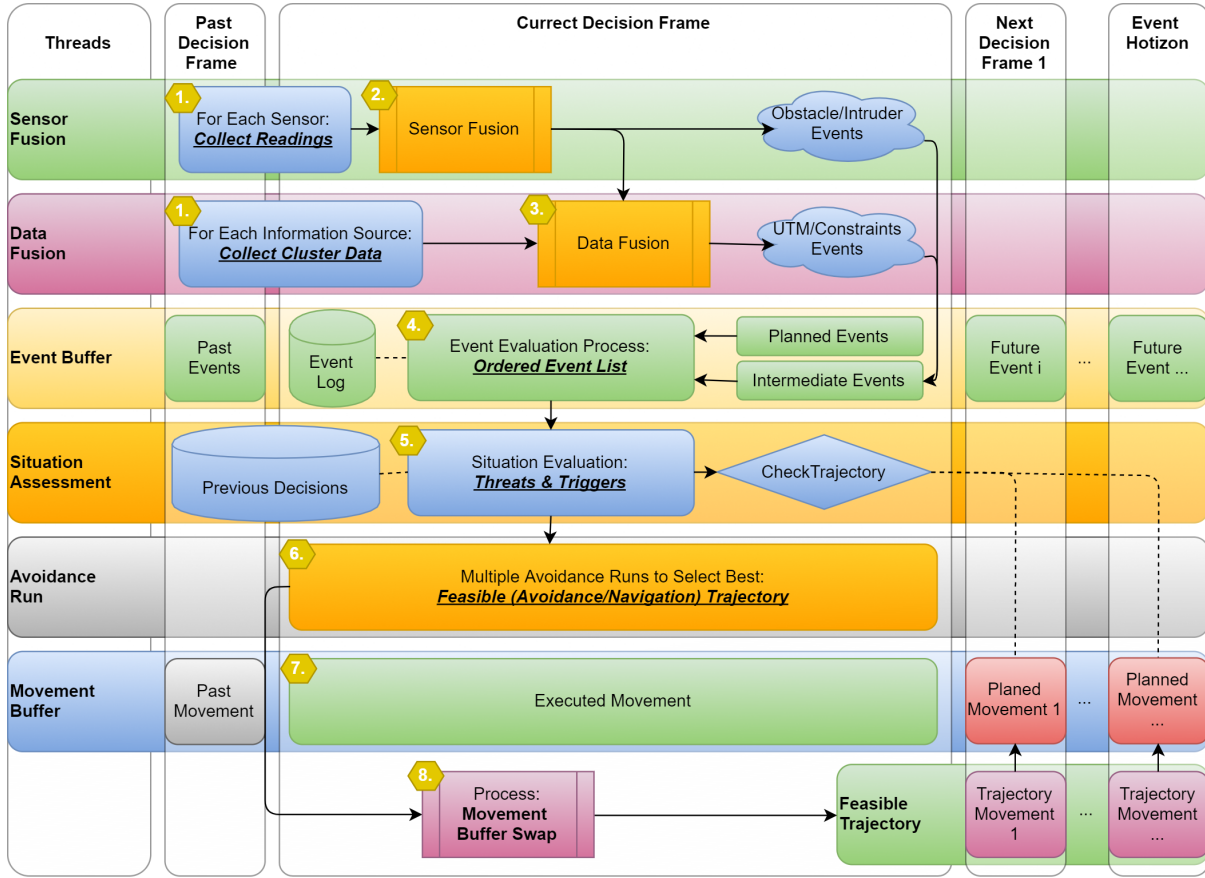 Threads
Past
Decision
Frame
Currect Decision Frame
Next
Decision
Frame 1
Event
Hotizon
Sensor
Fusion
1.
For Each Sensor:
Collect Readings
2.
Sensor Fusion
Obstacle/Intruder
Events
Data
Fusion
1.
For Each Information Source:
Collect Cluster Data
3.
Data Fusion
UTM/Constraints
Events
Event Buffer
Past
Events
Event
Log
4.
Event Evaluation Process:
Ordered Event List
Planned Events
Intermediate Events
Future
Event i
...
Future
Event ...
Situation
Assessment
Previous Decisions
5.
Situation Evaluation:
Threats & Triggers
CheckTrajectory
Avoidance
Run
6.
Multiple Avoidance Runs to Select Best:
Feasible (Avoidance/Navigation) Trajectory
Movement
Buffer
Past
Movement
7.
Executed Movement
Planed
Movement 1
...
Planned
Movement
...
8.
Process:
Movement
Buffer Swap
Feasible
Trajectory
Trajectory
Movement
1
...
Trajectory
Movement
...